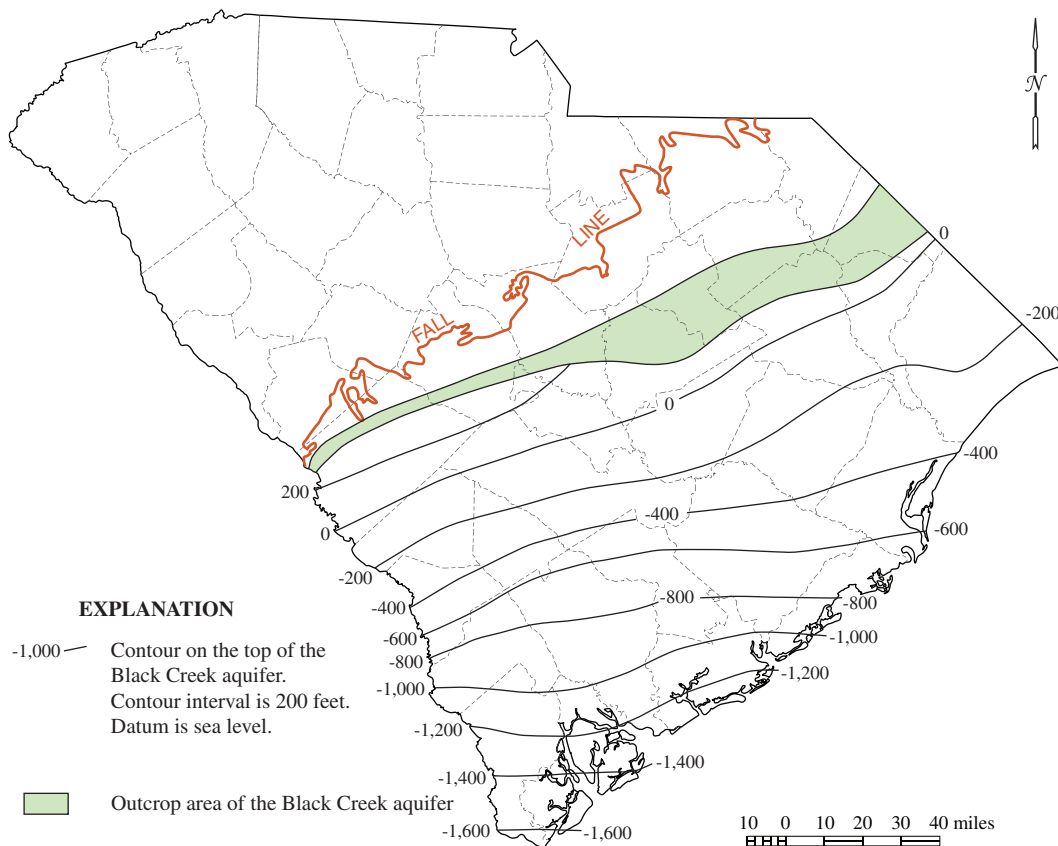 N
LINE
FALL
0
-200
0
200
0
-400
-400
-200
-600
-400
-800
-800
-600
-800
-1,000
-1,000
-1,200
-1,200
-1,400
-1,400
-1,600
-1,600
EXPLANATION
-1,000
Contour on the top of the
Black Creek aquifer.
Contour interval is 200 feet.
Datum is sea level.
Outcrop area of the Black Creek aquifer
10 0 10 20 30 40 miles